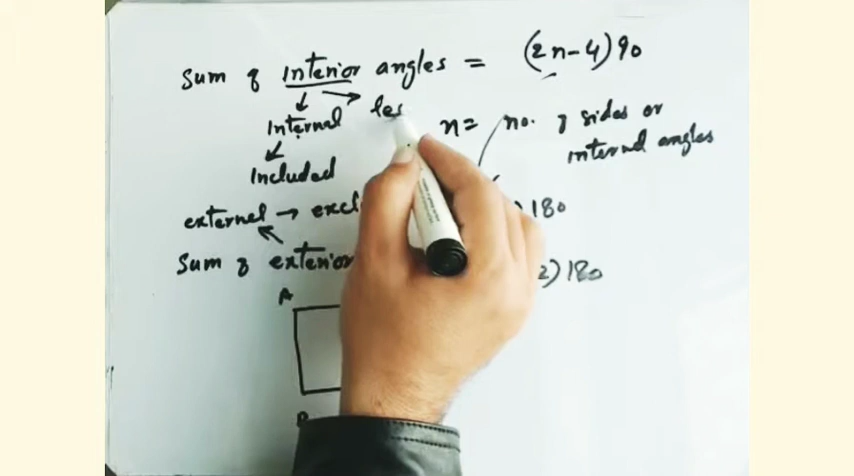 Sum of interior angles = (2n-4)90
Internal les
n= no. of sides or
internal angles
Included
external → excl
180
Sum of exterior
2)180
A